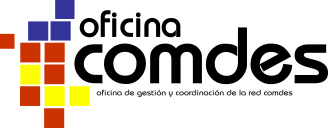 oficina
comdes
oficina de gestión y coordinación de la red comdes